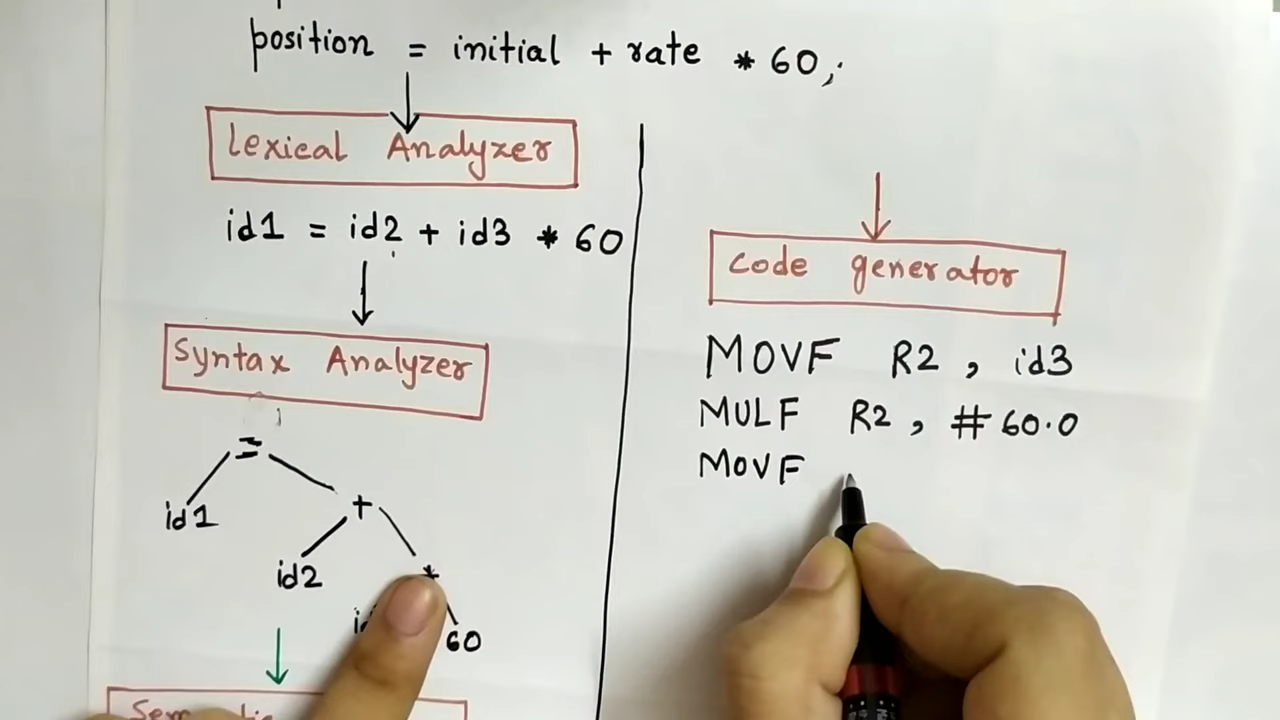 position = initial + rate * 60;
Lexical Analyzer
id1 = id2 + id3 * 60
Syntax Analyzer
=
id1 +
id2 *
60
code generator
MOVF R2, id3
MULF R2, #60.0
MOVF